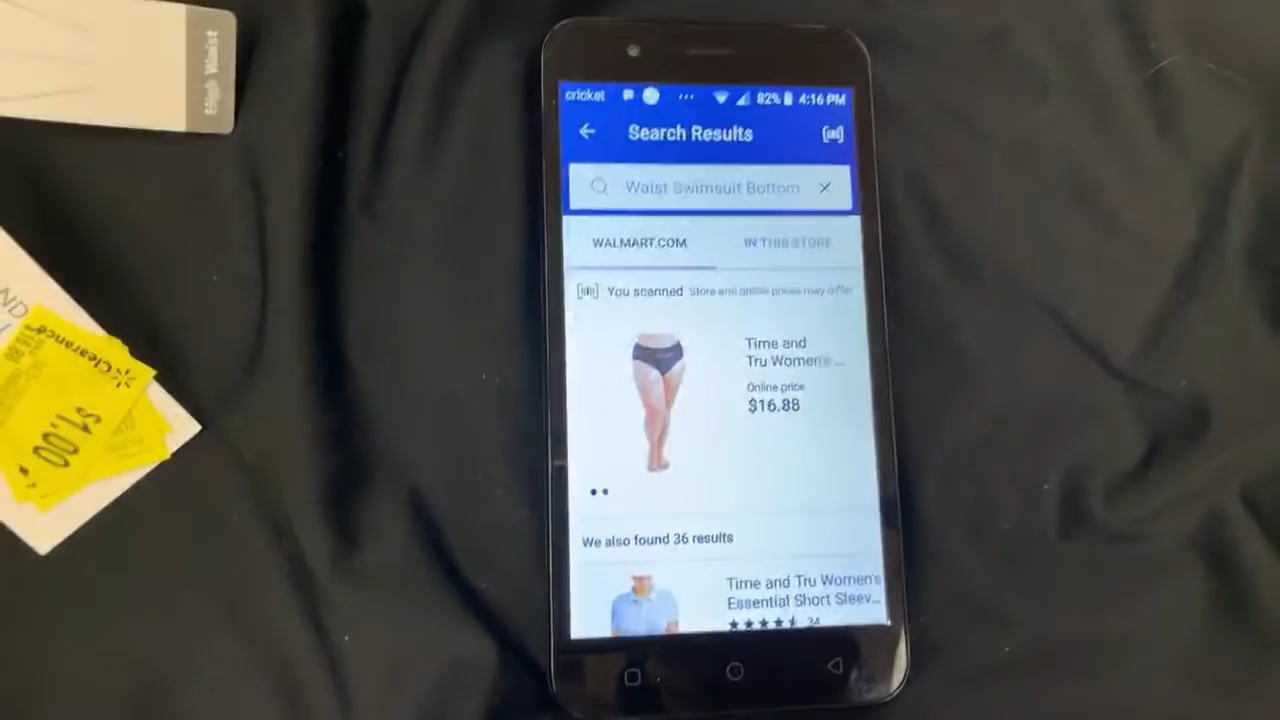 High Waist
ND
Clearance
$1.00
cricket 82% 4:16 PM
Search Results
Waist Swimsuit Bottom
WALMART.COM IN THIS STORE
You scanned Store and online prices may differ
Time and
Tru Women's ...
Online price
$16.88
We also found 36 results
Time and Tru Women's
Essential Short Sleev...
34